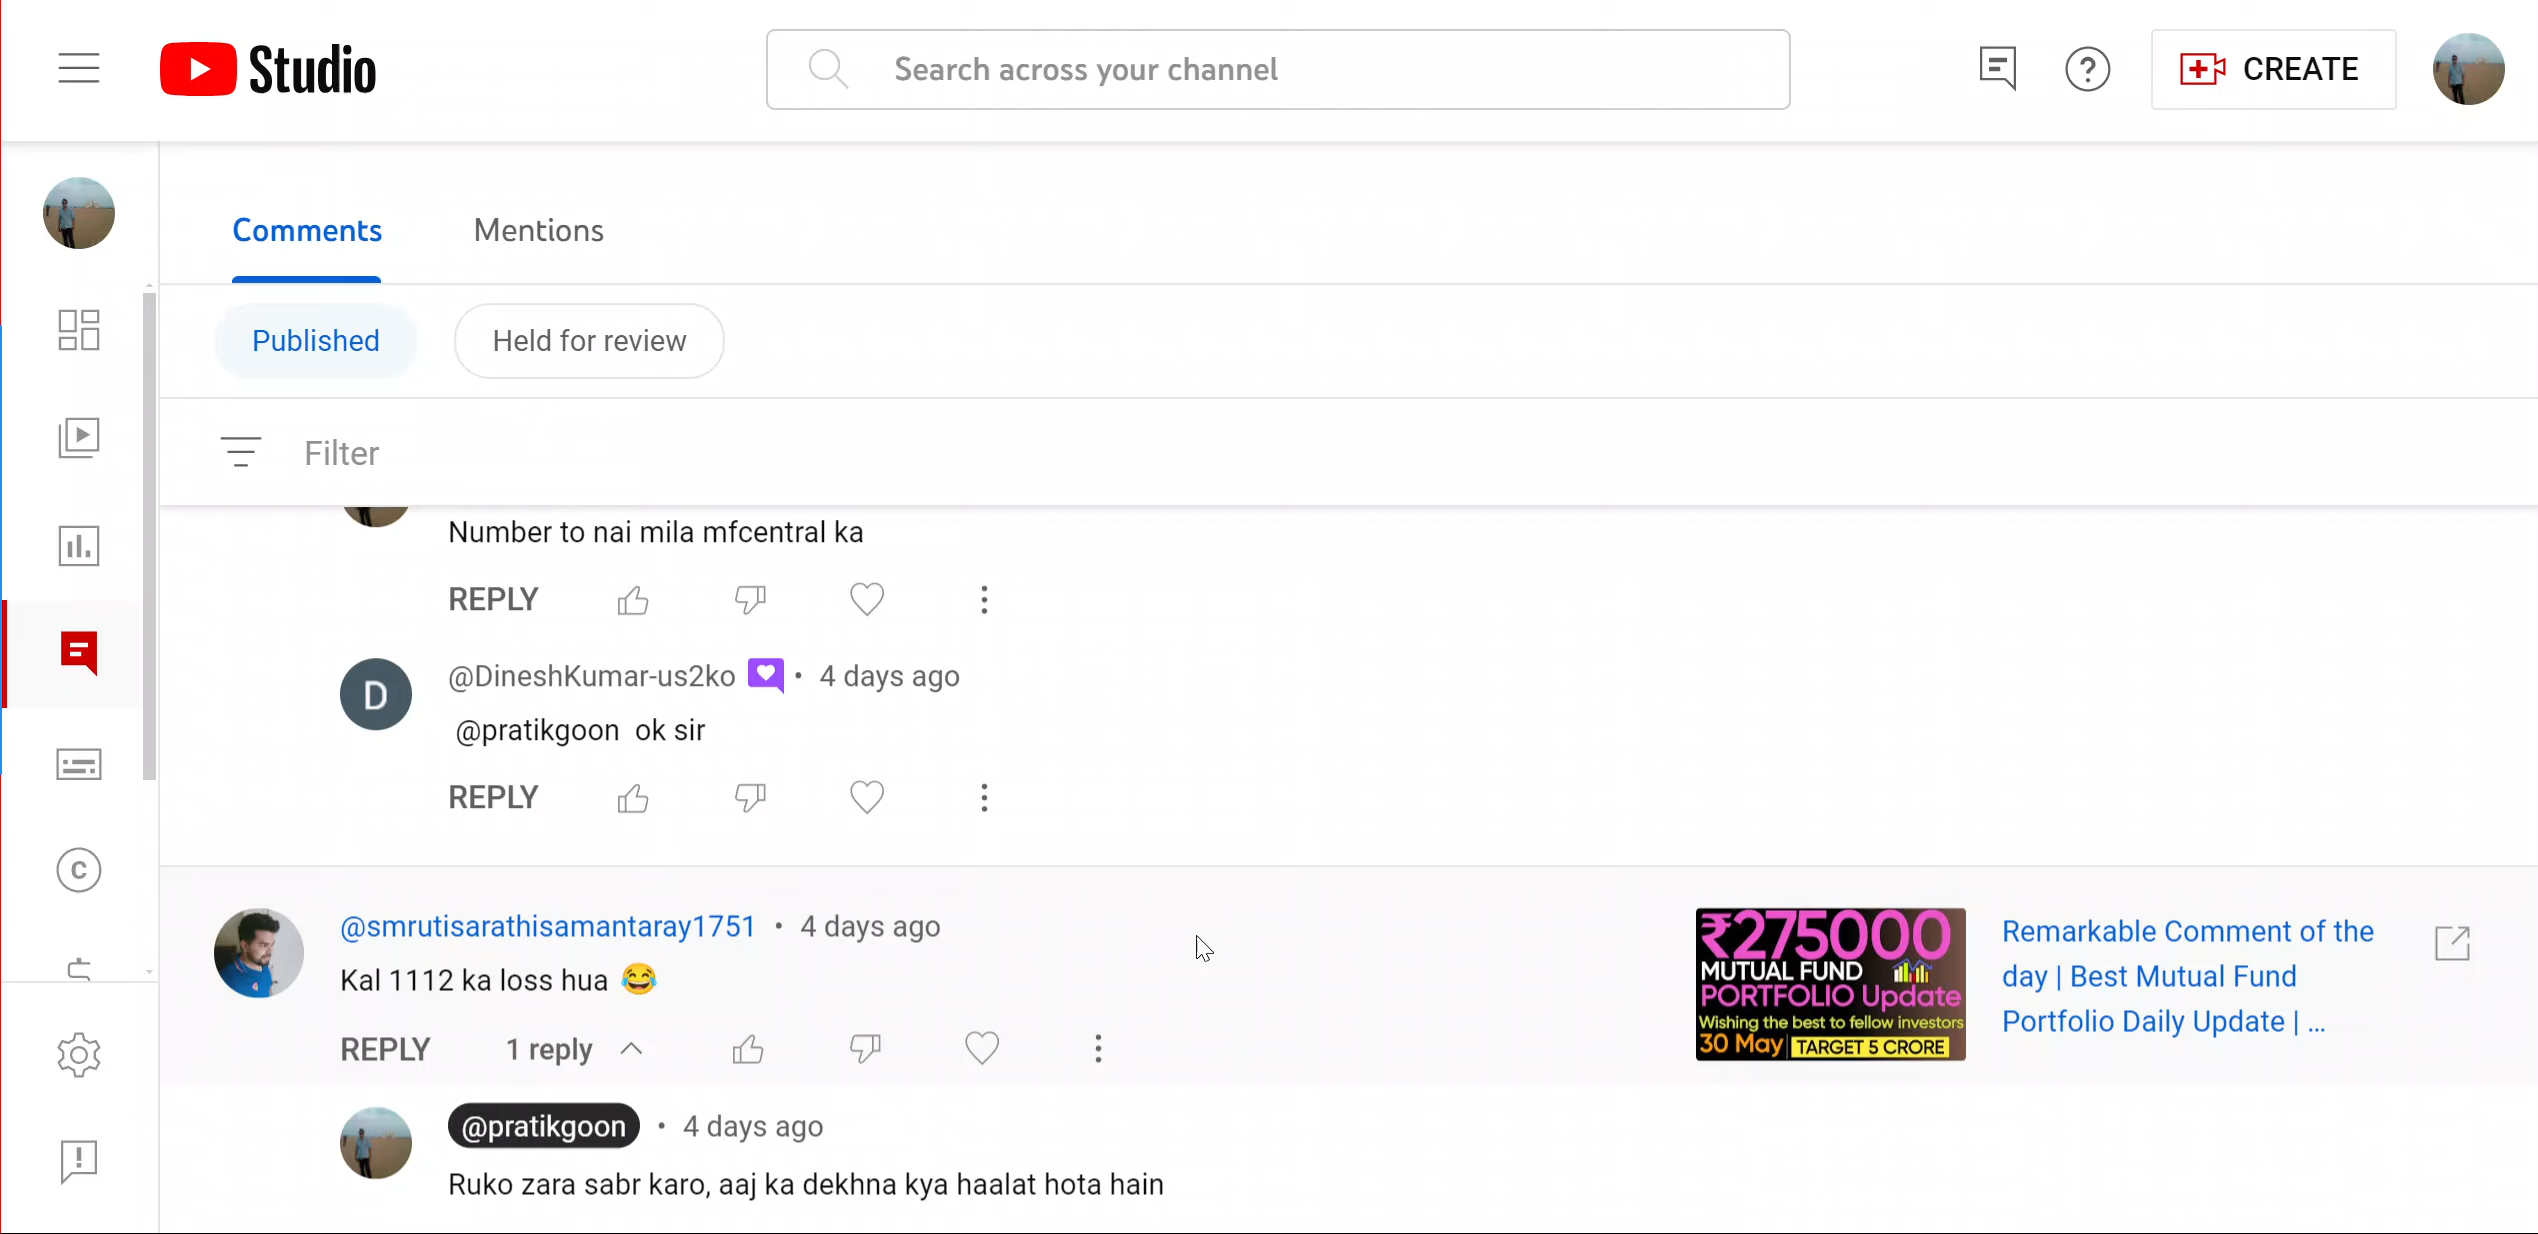 Studio
Search across your channel
CREATE
Comments
Mentions
Published
Held for review
Filter
Number to nai mila mfcentral ka
REPLY
D
@DineshKumar-us2ko • 4 days ago
@pratikgoon ok sir
REPLY
@smrutisarathisamantaray1751 • 4 days ago
Kal 1112 ka loss hua 😂
REPLY 1 reply
₹275000
MUTUAL FUND
PORTFOLIO Update
Wishing the best to fellow investors
30 May | TARGET 5 CRORE
Remarkable Comment of the
day | Best Mutual Fund
Portfolio Daily Update | ...
@pratikgoon • 4 days ago
Ruko zara sabr karo, aaj ka dekhna kya haalat hota hain